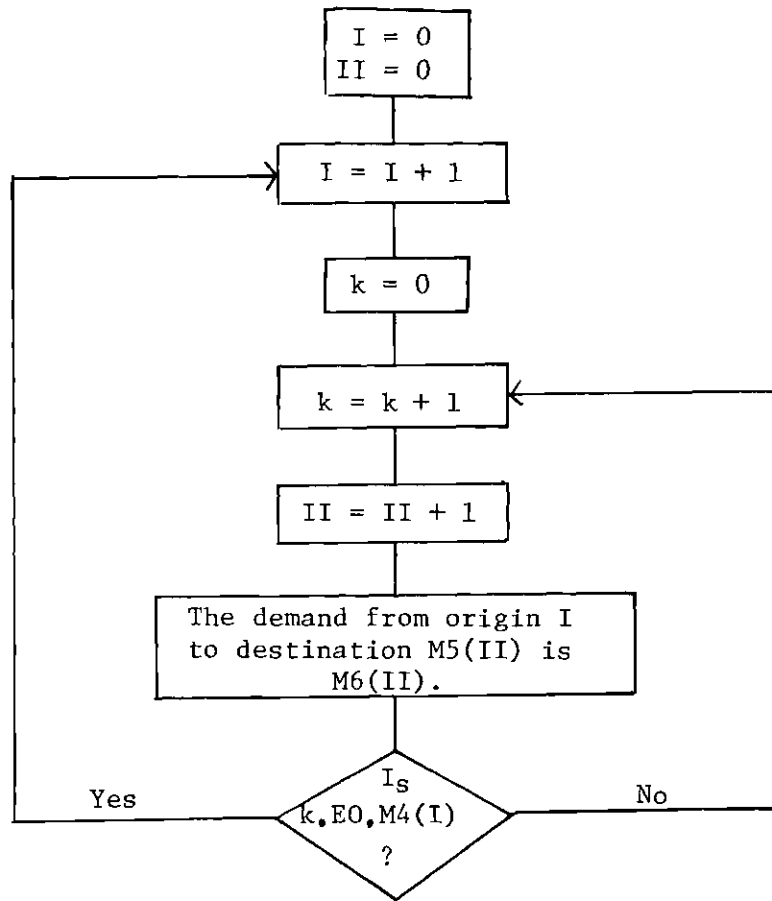 I = 0
II = 0
I = I + 1
k = 0
k = k + 1
II = II + 1
The demand from origin I
to destination M5(II) is
M6(II).
Is
k.EO.M4(I)
?
Yes
No